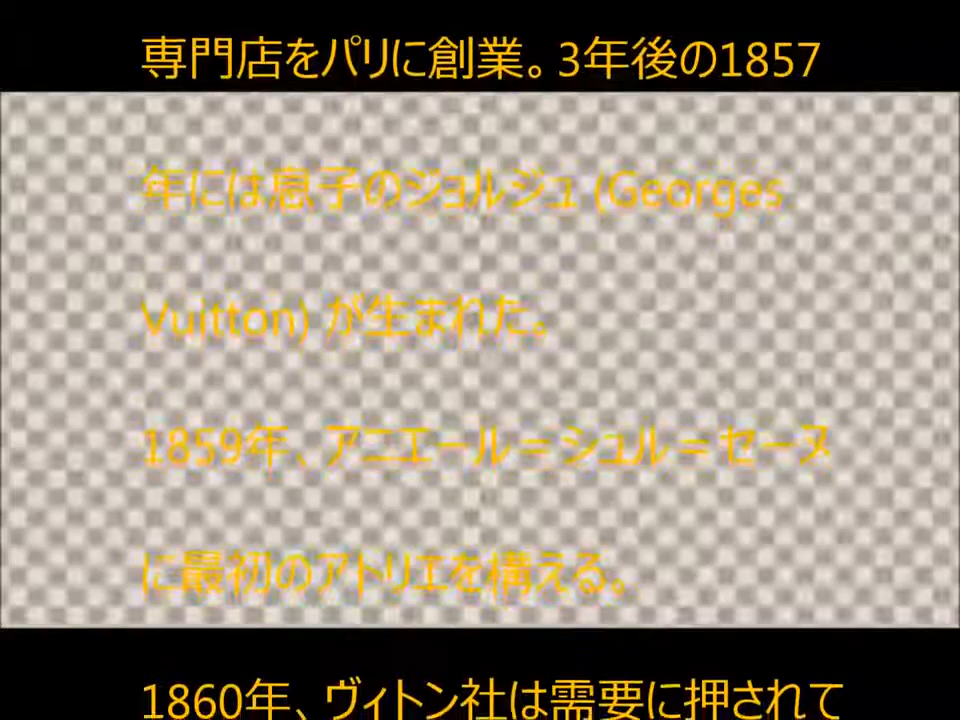 専門店をパリに創業。3年後の1857
年には息子のジョルジュ (Georges
Vuitton) が生まれた。
1859年、アニエール＝シュル＝セーヌ
に最初のアトリエを構える。
1860年、ヴィトン社は需要に押されて